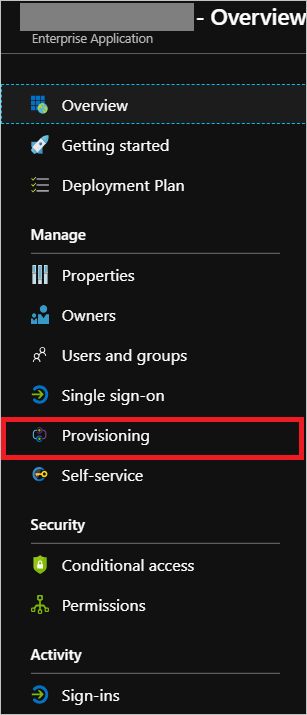 - Overview
Enterprise Application
Overview
Getting started
Deployment Plan
Manage
Properties
Owners
Users and groups
Single sign-on
Provisioning
Self-service
Security
Conditional access
Permissions
Activity
Sign-ins